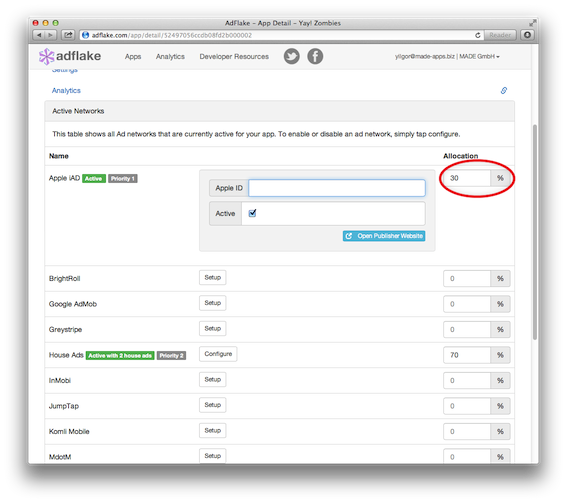 AdFlake – App Detail – Yay! Zombies
adflake.com/app/detail/52497056ccdb08fd2b000002
Reader
adflake Apps Analytics Developer Resources yligor@made-apps.biz | MADE GmbH
Settings
Analytics
Active Networks
This table shows all Ad networks that are currently active for your app. To enable or disable an ad network, simply tap configure.
Name Allocation
Apple iAD Active Priority 1 Apple ID 30 %
Active
Open Publisher Website
BrightRoll Setup 0 %
Google AdMob Setup 0 %
Greystripe Setup 0 %
House Ads Active with 2 house ads Priority 2 Configure 70 %
InMobi Setup 0 %
JumpTap Setup 0 %
Komli Mobile Setup 0 %
MdotM Setup 0 %